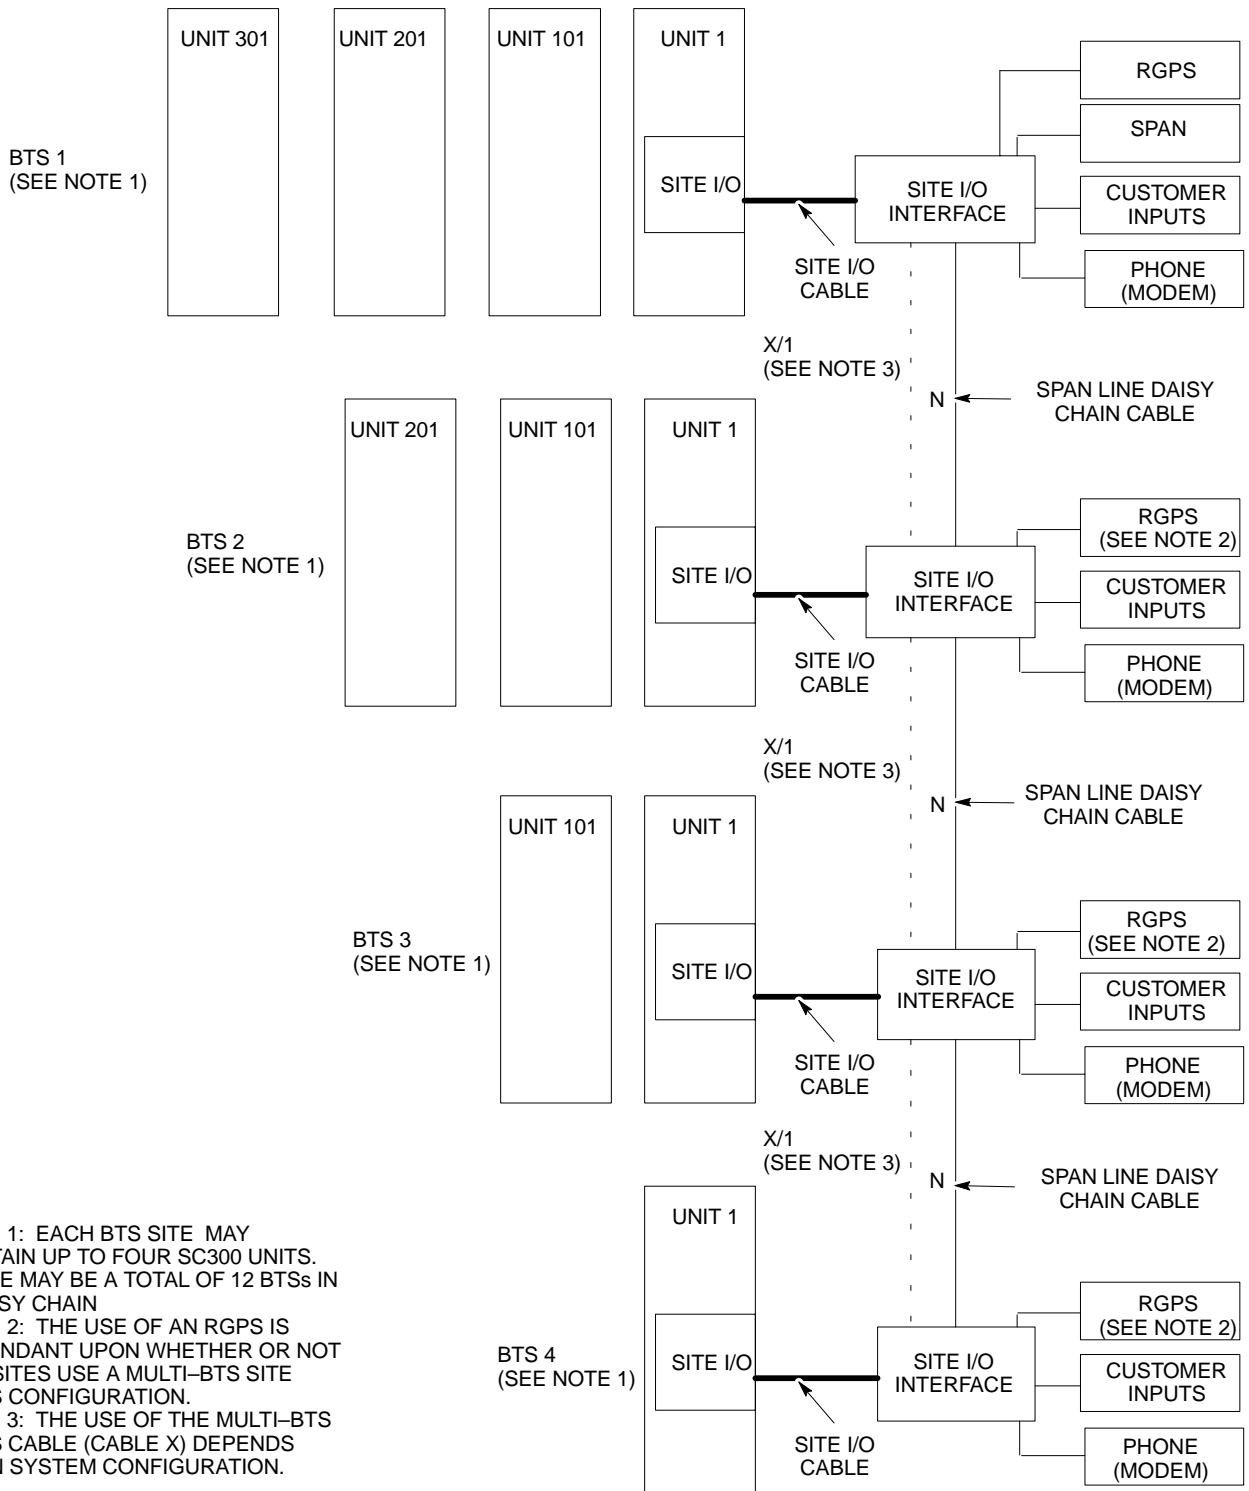 UNIT 301
UNIT 201
UNIT 101
UNIT 1
RGPS
SPAN
BTS 1
(SEE NOTE 1)
SITE I/O
SITE I/O
INTERFACE
CUSTOMER
INPUTS
SITE I/O
CABLE
PHONE
(MODEM)
X/1
(SEE NOTE 3)
N
SPAN LINE DAISY
CHAIN CABLE
UNIT 201
UNIT 101
UNIT 1
BTS 2
(SEE NOTE 1)
SITE I/O
SITE I/O
INTERFACE
RGPS
(SEE NOTE 2)
CUSTOMER
INPUTS
SITE I/O
CABLE
PHONE
(MODEM)
X/1
(SEE NOTE 3)
N
SPAN LINE DAISY
CHAIN CABLE
UNIT 101
UNIT 1
BTS 3
(SEE NOTE 1)
SITE I/O
SITE I/O
INTERFACE
RGPS
(SEE NOTE 2)
CUSTOMER
INPUTS
SITE I/O
CABLE
PHONE
(MODEM)
X/1
(SEE NOTE 3)
N
SPAN LINE DAISY
CHAIN CABLE
UNIT 1
BTS 4
(SEE NOTE 1)
SITE I/O
SITE I/O
INTERFACE
RGPS
(SEE NOTE 2)
CUSTOMER
INPUTS
SITE I/O
CABLE
PHONE
(MODEM)
1: EACH BTS SITE MAY
TAIN UP TO FOUR SC300 UNITS.
E MAY BE A TOTAL OF 12 BTSs IN
SY CHAIN
2: THE USE OF AN RGPS IS
NDANT UPON WHETHER OR NOT
SITES USE A MULTI–BTS SITE
S CONFIGURATION.
3: THE USE OF THE MULTI–BTS
S CABLE (CABLE X) DEPENDS
N SYSTEM CONFIGURATION.